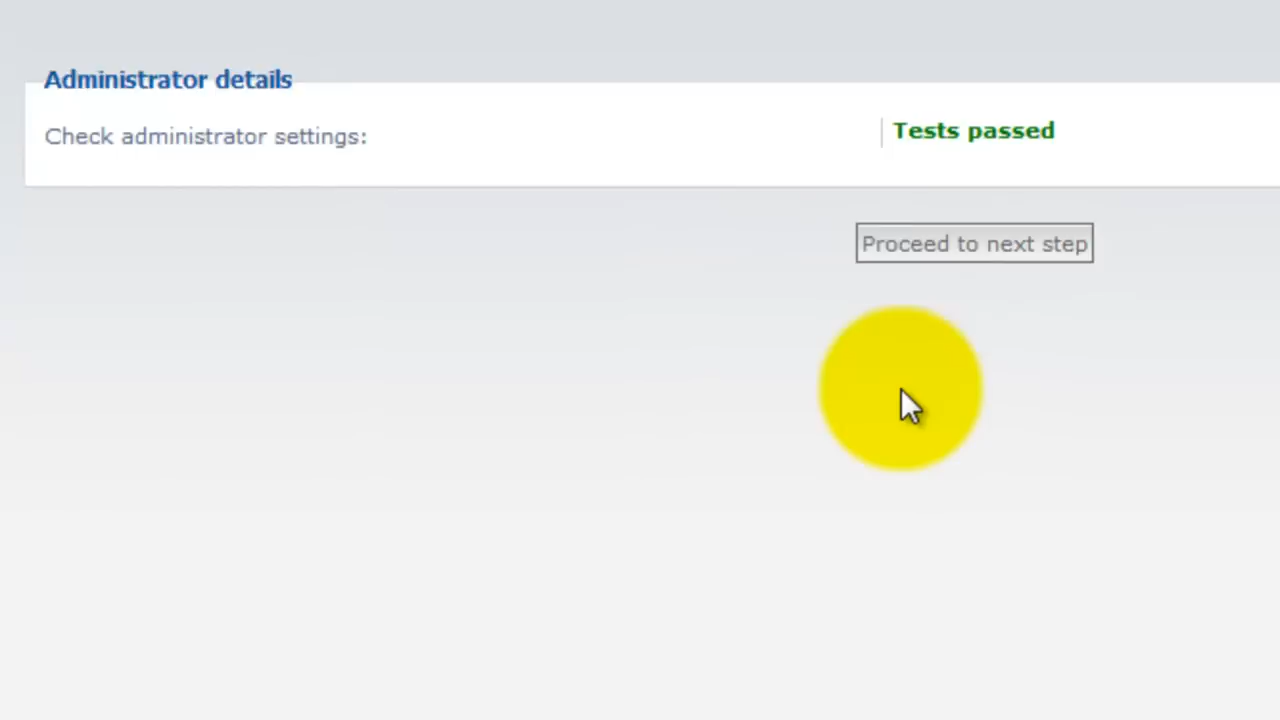 Administrator details
Check administrator settings:
Tests passed
Proceed to next step